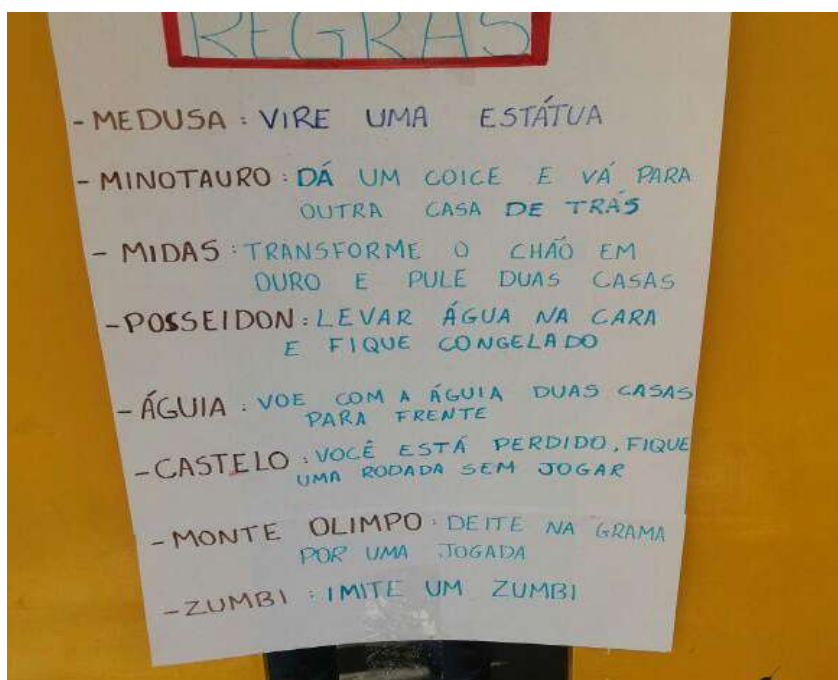 REGRAS
- MEDUSA : VIRE UMA ESTÁTUA
- MINOTAURO : DÁ UM COICE E VÁ PARA
OUTRA CASA DE TRÁS
- MIDAS : TRANSFORME O CHÃO EM
OURO E PULE DUAS CASAS
- POSSEIDON : LEVAR ÁGUA NA CARA
E FIQUE CONGELADO
- ÁGUIA : VOE COM A ÁGUIA DUAS CASAS
PARA FRENTE
- CASTELO : VOCÊ ESTÁ PERDIDO, FIQUE
UMA RODADA SEM JOGAR
- MONTE OLIMPO : DEITE NA GRAMA
POR UMA JOGADA
- ZUMBI : IMITE UM ZUMBI